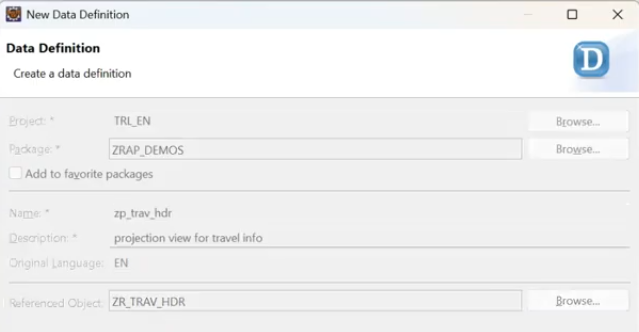 New Data Definition
Data Definition
Create a data definition
D
Project: * TRL_EN Browse...
Package: * ZRAP_DEMOS Browse...
Add to favorite packages
Name: * zp_trav_hdr
Description: * projection view for travel info
Original Language: EN
Referenced Object: ZR_TRAV_HDR Browse...